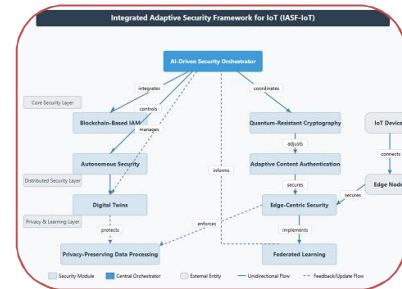 Integrated Adaptive Security Framework for IoT (IASF-IoT)
AI-Driven Security Orchestrator
integrates
coordinates
Core Security Layer
controls
Blockchain-Based IAM
manages
Quantum-Resistant Cryptography
IoT Device
adjusts
connects
Autonomous Security
informs
Adaptive Content Authentication
Distributed Security Layer
secures
secures
Edge Node
Digital Twins
Edge-Centric Security
Privacy & Learning Layer
protects
enforces
implements
Privacy-Preserving Data Processing
Federated Learning
Security Module
Central Orchestrator
External Entity
Unidirectional Flow
Feedback/Update Flow